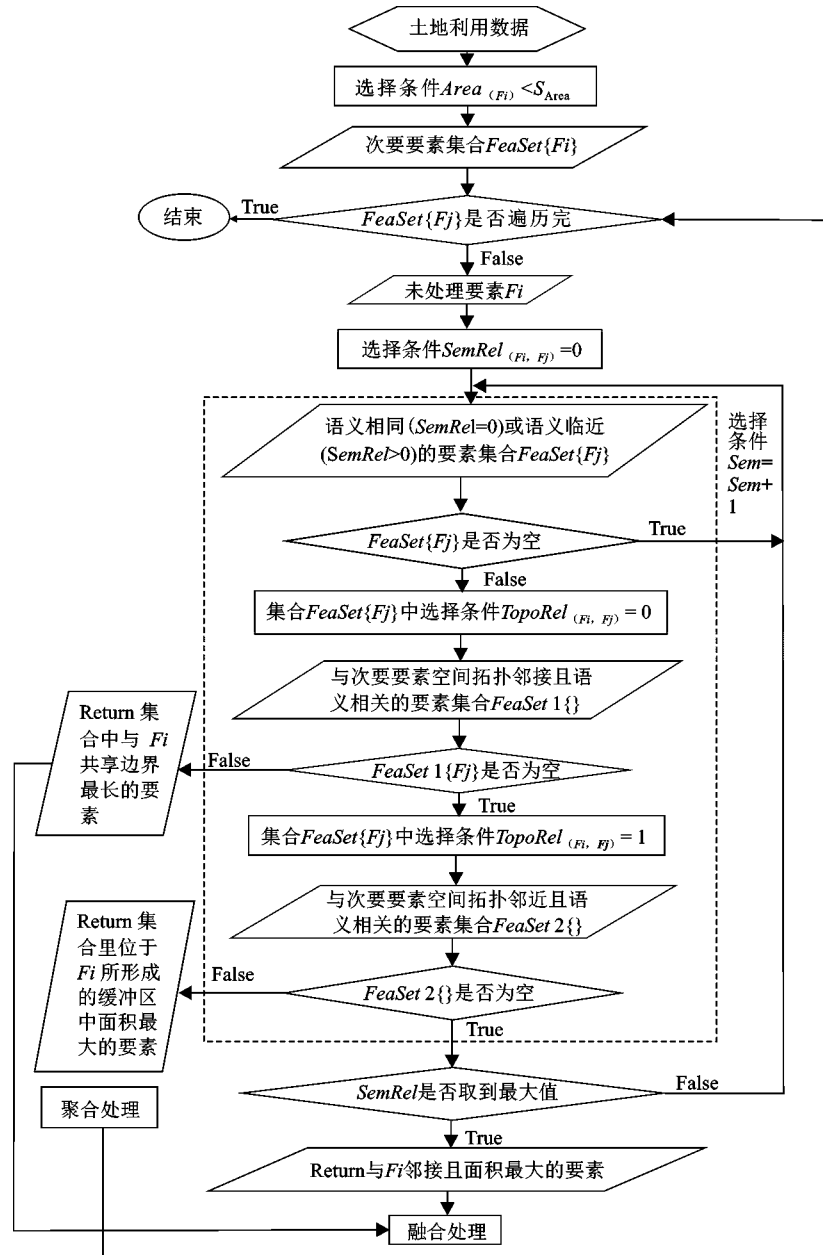 土地利用数据
选择条件Area (Fi) <S Area
次要要素集合FeaSet{Fi}
结束
True
FeaSet{Fj}是否遍历完
False
未处理要素Fi
选择条件SemRel (Fi, Fj) =0
语义相同(SemRel=0)或语义临近
(SemRel>0)的要素集合FeaSet{Fj}
选择
条件
Sem=
Sem+
1
FeaSet{Fj}是否为空
True
False
集合FeaSet{Fj}中选择条件TopoRel (Fi, Fj) = 0
与次要要素空间拓扑邻接且语
义相关的要素集合FeaSet 1{}
Return 集
合中与 Fi
共享边界
最长的要
素
False
FeaSet 1{Fj}是否为空
True
集合FeaSet{Fj}中选择条件TopoRel (Fi, Fj) = 1
与次要要素空间拓扑邻近且语
义相关的要素集合FeaSet 2{}
Return 集
合里位于
Fi 所形成
的缓冲区
中面积最
大的要素
False
FeaSet 2{}是否为空
True
SemRel是否取到最大值
False
聚合处理
True
Return与Fi邻接且面积最大的要素
融合处理